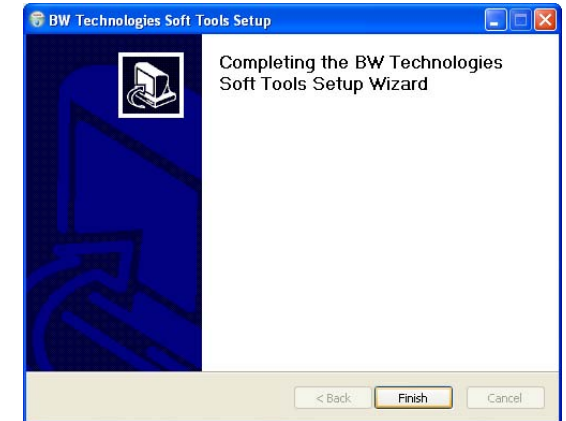 BW Technologies Soft Tools Setup
Completing the BW Technologies
Soft Tools Setup Wizard
< Back Finish Cancel